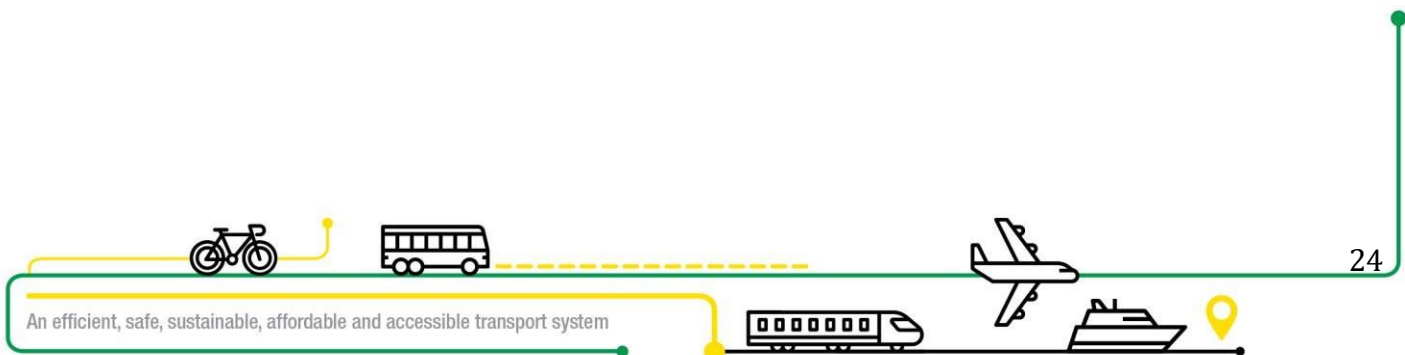 24
An efficient, safe, sustainable, affordable and accessible transport system